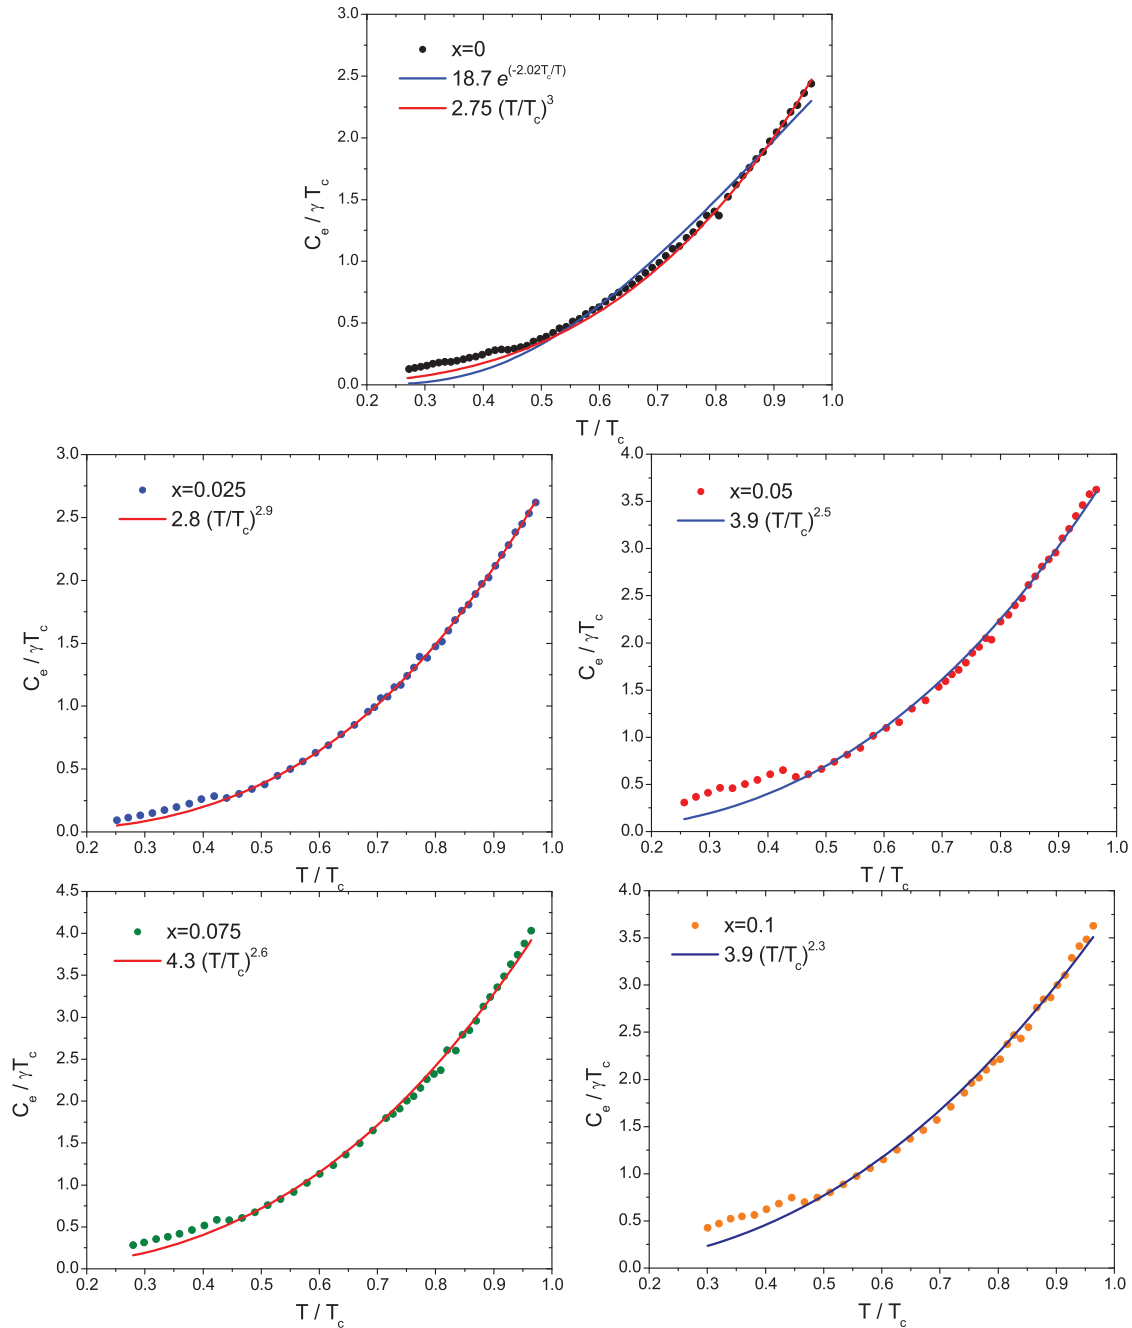 3.0
2.5
2.0
1.5
1.0
0.5
0.0
C_e / γ T_c
x=0
18.7 e^(-2.02T_c/T)
2.75 (T/T_c)^3
0.2 0.3 0.4 0.5 0.6 0.7 0.8 0.9 1.0
T / T_c
3.0
2.5
2.0
1.5
1.0
0.5
0.0
C_e / γT_c
x=0.025
2.8 (T/T_c)^2.9
0.2 0.3 0.4 0.5 0.6 0.7 0.8 0.9 1.0
T / T_c
4.0
3.5
3.0
2.5
2.0
1.5
1.0
0.5
0.0
C_e / γT_c
x=0.05
3.9 (T/T_c)^2.5
0.2 0.3 0.4 0.5 0.6 0.7 0.8 0.9 1.0
T / T_c
4.5
4.0
3.5
3.0
2.5
2.0
1.5
1.0
0.5
0.0
C_e / γT_c
x=0.075
4.3 (T/T_c)^2.6
0.2 0.3 0.4 0.5 0.6 0.7 0.8 0.9 1.0
T / T_c
4.0
3.5
3.0
2.5
2.0
1.5
1.0
0.5
0.0
C_e / γT_c
x=0.1
3.9 (T/T_c)^2.3
0.2 0.3 0.4 0.5 0.6 0.7 0.8 0.9 1.0
T / T_c